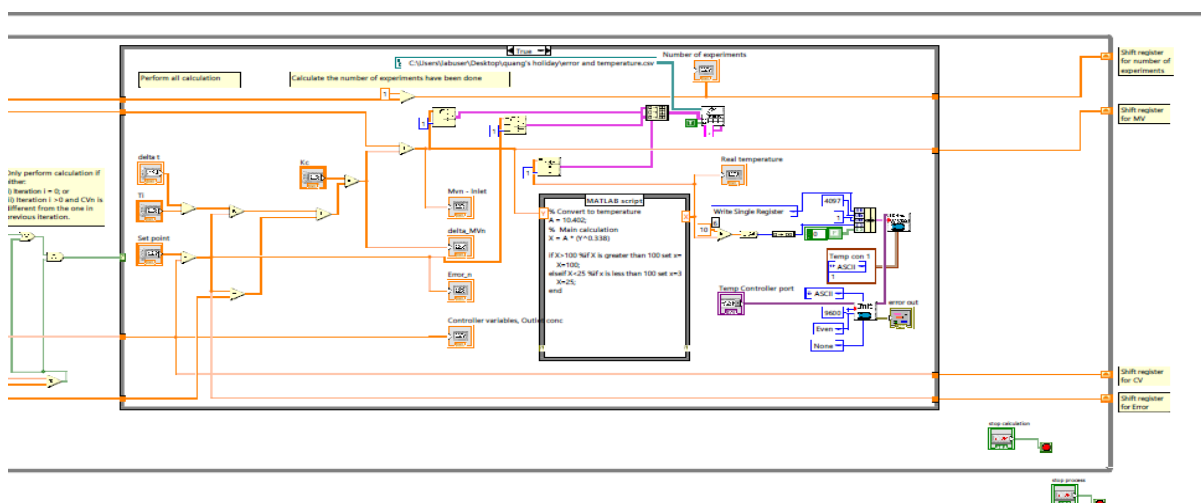 True
C:\Users\labuser\Desktop\quang's holiday\error and temperature.csv
Number of experiments
Perform all calculation
Calculate the number of experiments have been done
1
1
1
1
Shift register
for number of
experiments
Shift register
for MV
Only perform calculation if
either:
i) Iteration i = 0; or
ii) Iteration i >0 and CVn is
different from the one in
previous iteration.
delta t
Ti
Set point
Kc
Mvn - Inlet
delta_MVn
Error_n
Controller variables, Outlet conc
MATLAB script
% Convert to temperature
A = 10.402;
% Main calculation
X = A * (Y^0.338)
if X>100 %if X is greater than 100 set s=
X=100;
elseif X<25 %if x is less than 100 set s=3
X=25;
end
Y
X
Real temperature
Write Single Register
4097
1
10
0
Temp con 1
ASCII
1
Temp Controller port
ASCII
9600
Even
None
error out
Shift register
for CV
Shift register
for Error
stop calculation
stop process